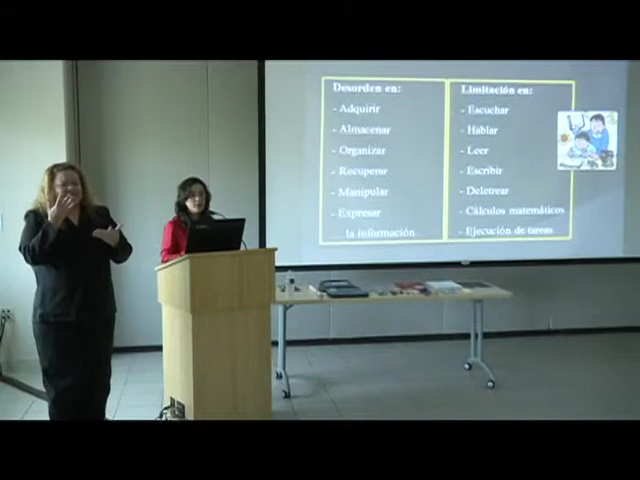 Desorden en:
- Adquirir
- Almacenar
- Organizar
- Recuperar
- Manipular
- Expresar
...la información.
Limitación en:
- Escuchar
- Hablar
- Leer
- Escribir
- Deletrear
- Cálculos matemáticos
- Ejecución de tareas